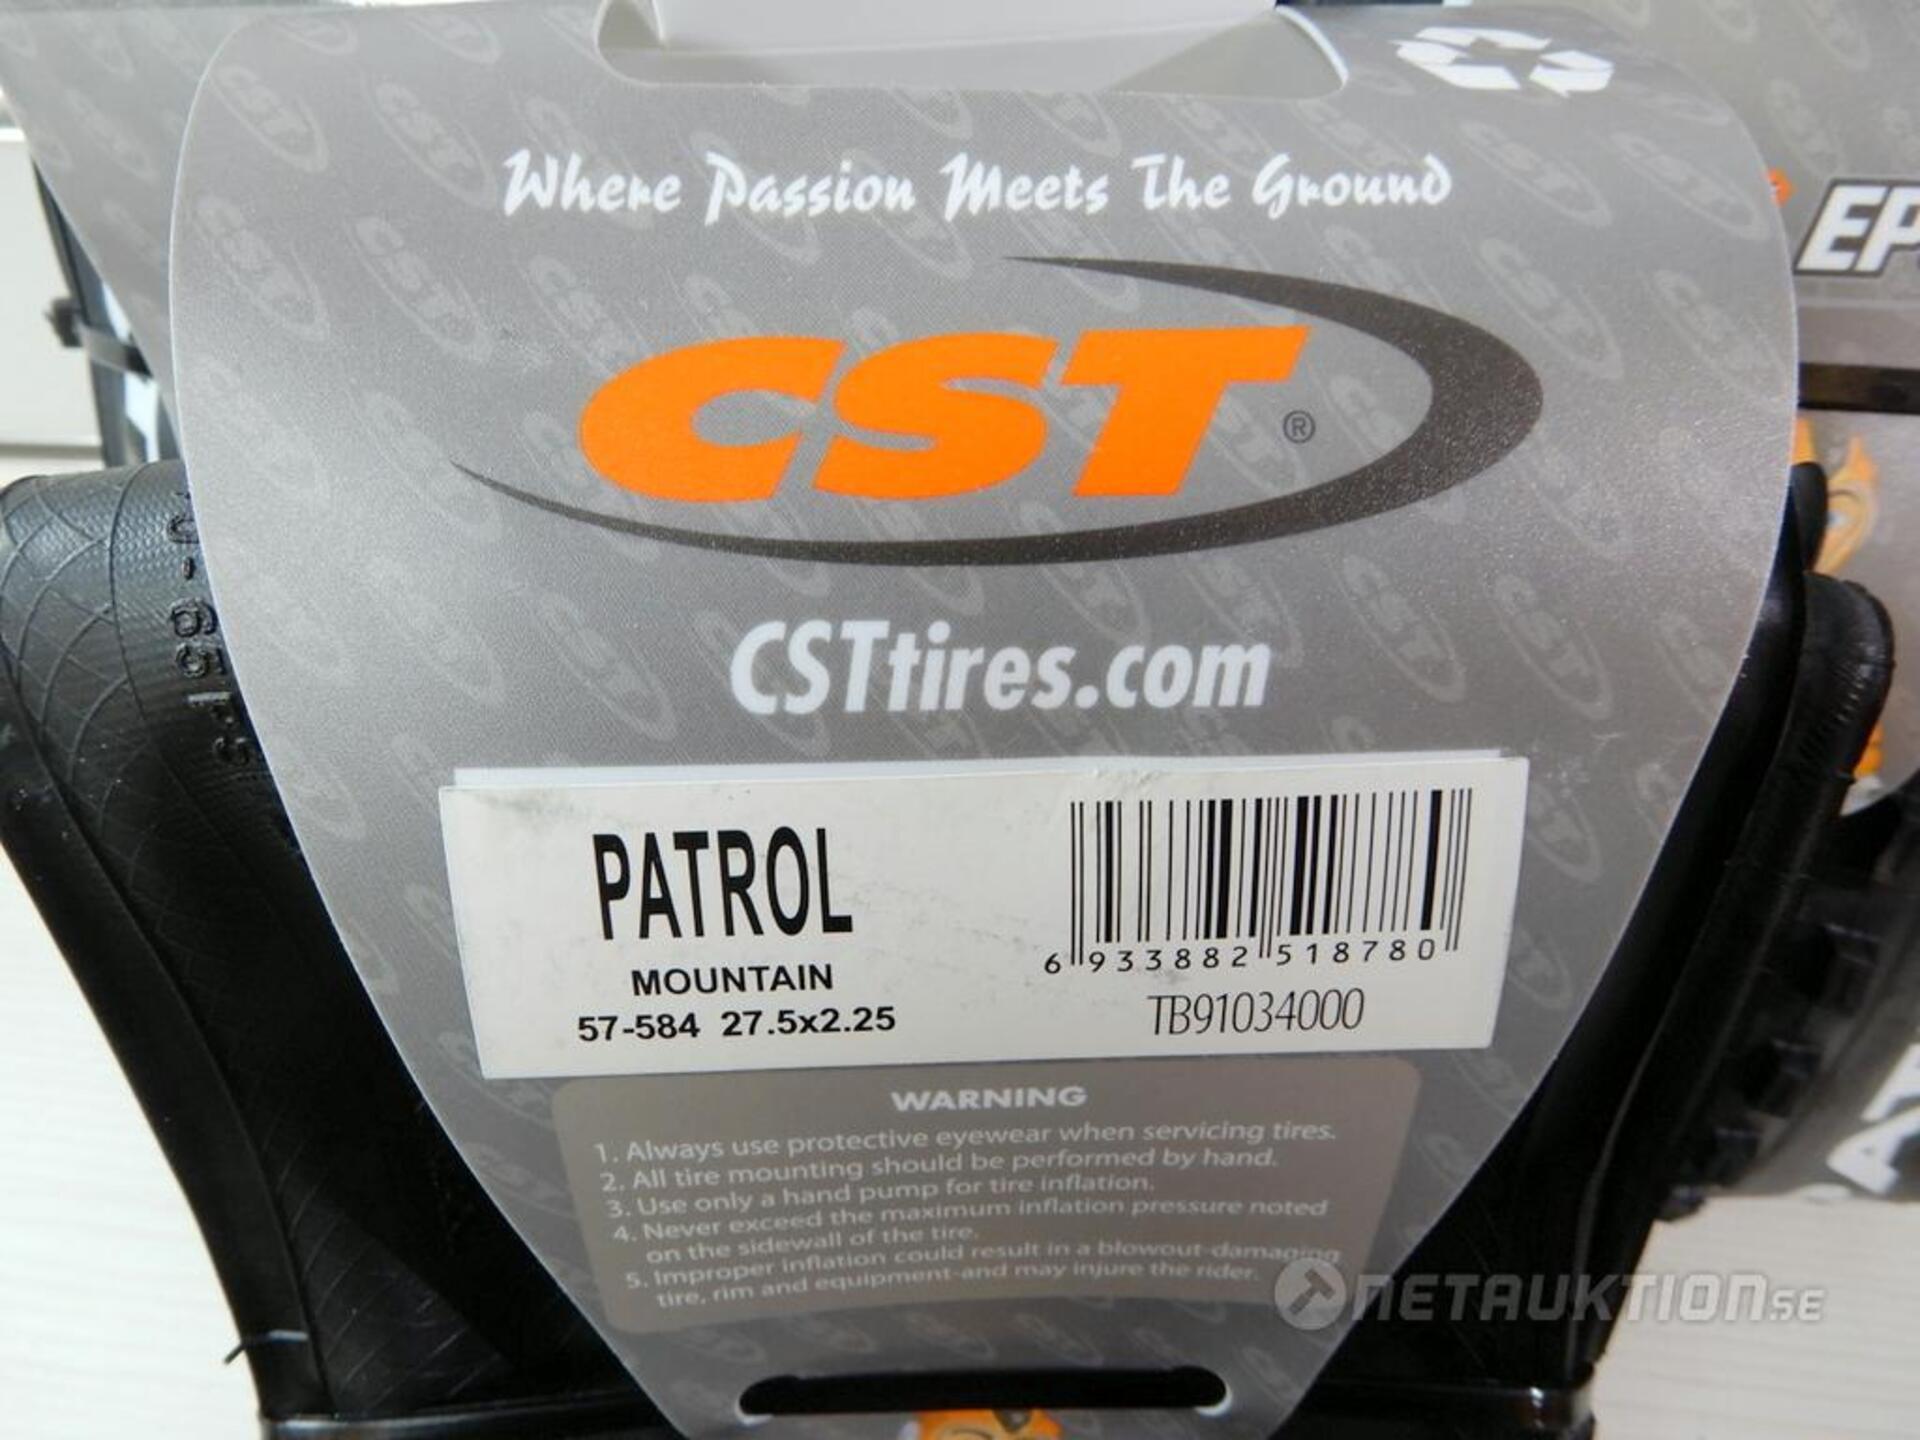 Where Passion Meets The Ground
CST®
CSTtires.com
PATROL
MOUNTAIN
57-584 27.5x2.25
6 933882 518780
TB91034000
WARNING
1. Always use protective eyewear when servicing tires.
2. All tire mounting should be performed by hand.
3. Use only a hand pump for tire inflation.
4. Never exceed the maximum inflation pressure noted
on the sidewall of the tire.
5. Improper inflation could result in a blowout-damaging
tire, rim and equipment-and may injure the rider.
NETAUKTION.SE
EP